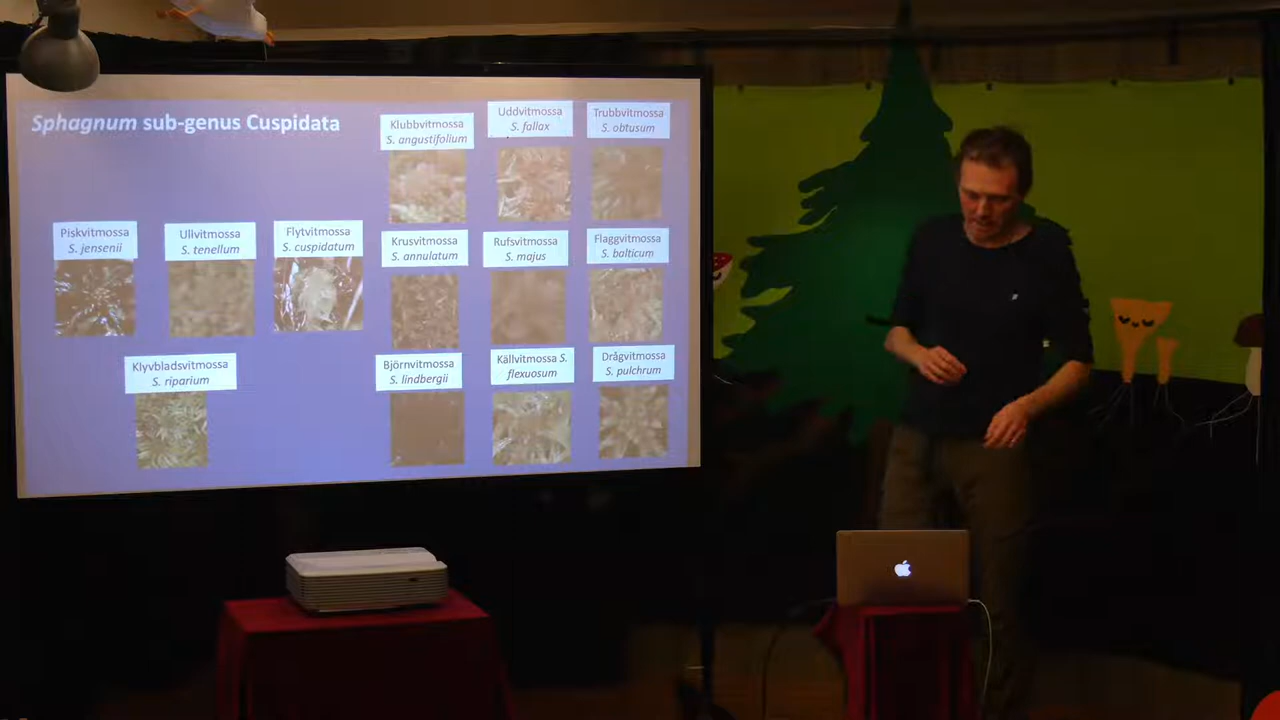 Sphagnum sub-genus Cuspidata
Klubbvitmossa
S. angustifolium
Uddvitmossa
S. fallax
Trubbvitmossa
S. obtusum
Piskvitmossa
S. jensenii
Ullvitmossa
S. tenellum
Flytvitmossa
S. cuspidatum
Krusvitmossa
S. annulatum
Rufsvitmossa
S. majus
Flaggvitmossa
S. balticum
Klyvbladsvitmossa
S. riparium
Björnvitmossa
S. lindbergii
Källvitmossa S.
flexuosum
Drågvitmossa
S. pulchrum